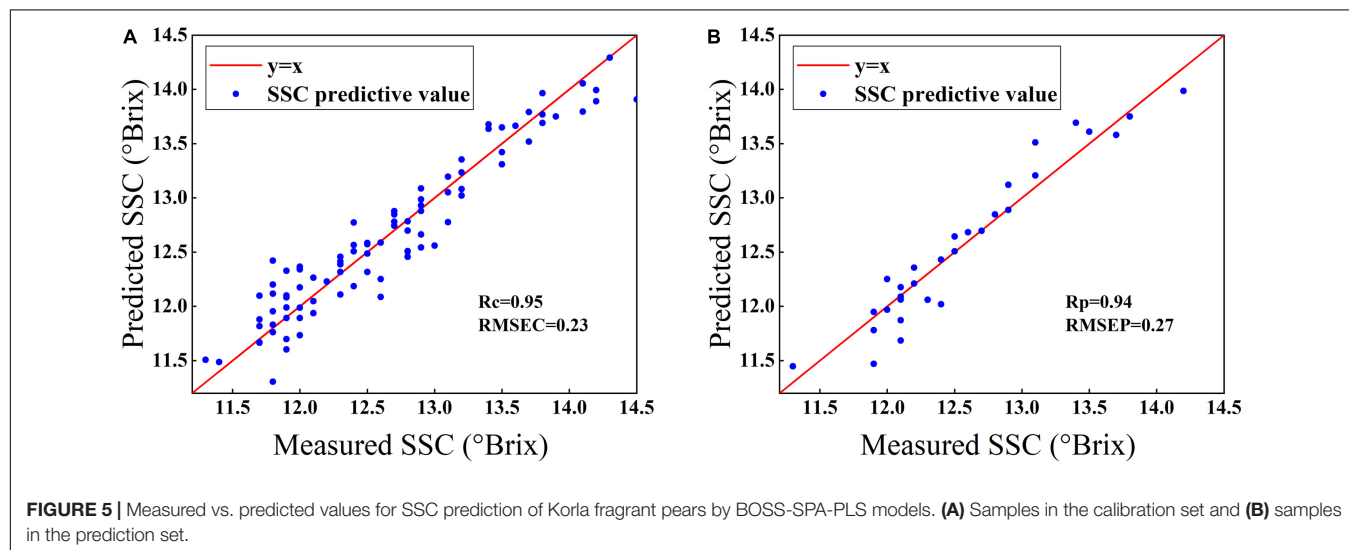 A
14.5
14.0
13.5
13.0
12.5
12.0
11.5
Predicted SSC (°Brix)
y=x
SSC predictive value
Rc=0.95
RMSEC=0.23
11.5 12.0 12.5 13.0 13.5 14.0 14.5
Measured SSC (°Brix)
B
14.5
14.0
13.5
13.0
12.5
12.0
11.5
Predicted SSC (°Brix)
y=x
SSC predictive value
Rp=0.94
RMSEP=0.27
11.5 12.0 12.5 13.0 13.5 14.0 14.5
Measured SSC (°Brix)
FIGURE 5 | Measured vs. predicted values for SSC prediction of Korla fragrant pears by BOSS-SPA-PLS models. (A) Samples in the calibration set and (B) samples
in the prediction set.